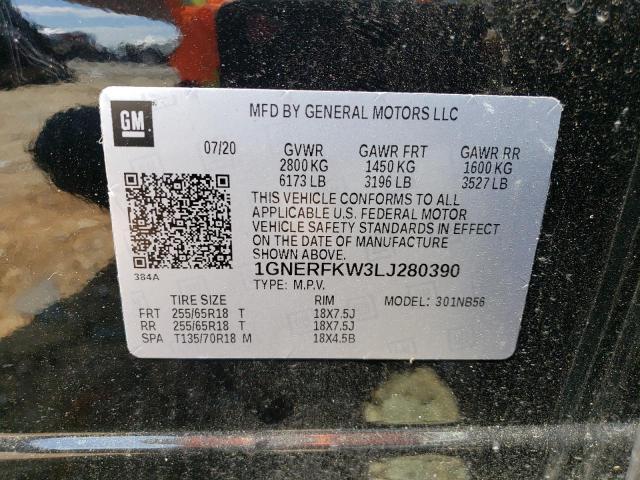 GM
MFD BY GENERAL MOTORS LLC
07/20 GVWR GAWR FRT GAWR RR
2800 KG 1450 KG 1600 KG
6173 LB 3196 LB 3527 LB
THIS VEHICLE CONFORMS TO ALL
APPLICABLE U.S. FEDERAL MOTOR
VEHICLE SAFETY STANDARDS IN EFFECT
ON THE DATE OF MANUFACTURE
SHOWN ABOVE.
384A
1GNERFKW3LJ280390
TYPE: M.P.V.
TIRE SIZE RIM MODEL: 301NB56
FRT 255/65R18 T 18X7.5J
RR 255/65R18 T 18X7.5J
SPA T135/70R18 M 18X4.5B